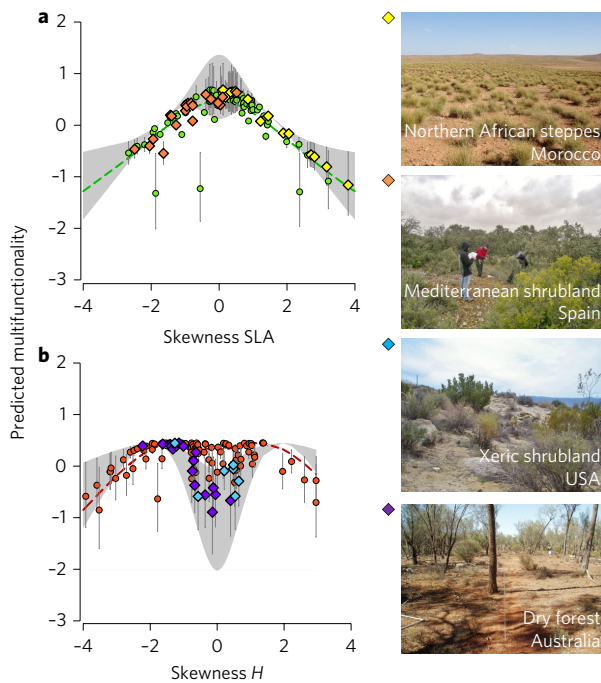 a
2
1
0
−1
−2
−3
−4
−2
0
2
4
Skewness SLA
Predicted multifunctionality
b
2
1
0
−1
−2
−3
−4
−2
0
2
4
Skewness H
Northern African steppes
Morocco
Mediterranean shrubland
Spain
Xeric shrubland
USA
Dry forest
Australia